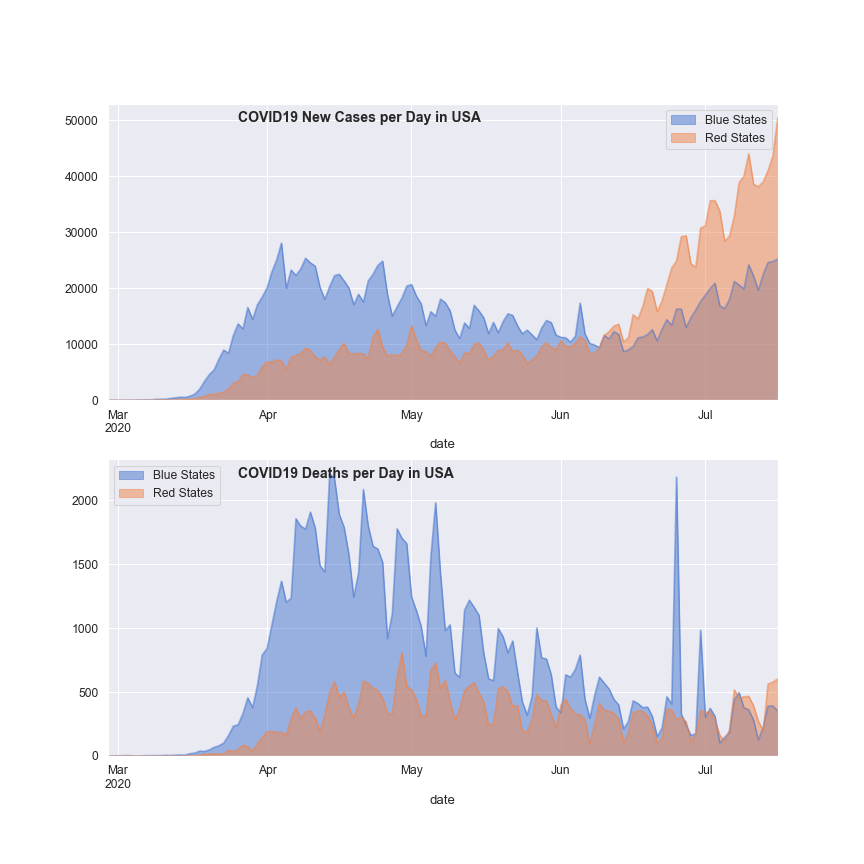 COVID19 New Cases per Day in USA
Blue States
Red States
50000
40000
30000
20000
10000
0
Mar Apr May Jun Jul
2020
date
COVID19 Deaths per Day in USA
Blue States
Red States
2000
1500
1000
500
0
Mar Apr May Jun Jul
2020
date